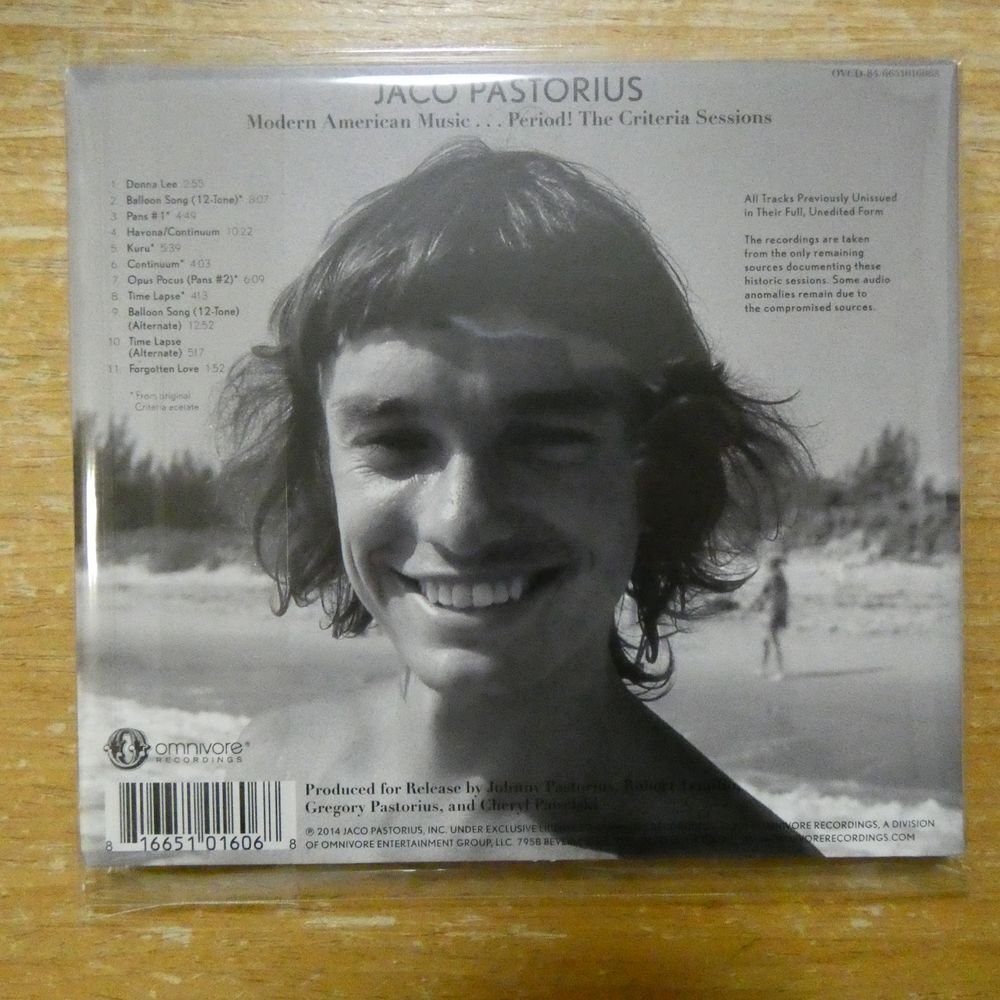 OVCD-84
JACO PASTORIUS
Modern American Music . . . Period! The Criteria Sessions
1. Donna Lee 2:55
2. Balloon Song (12-Tone)* 8:07
3. Pans #1* 4:49
4. Havona/Continuum 10:22
5. Kuru* 5:39
6. Continuum* 4:03
7. Opus Pocus (Pans #2)* 6:09
8. Time Lapse* 4:13
9. Balloon Song (12-Tone)
(Alternate) 12:52
10. Time Lapse
(Alternate) 5:17
11. Forgotten Love 1:52
* From original
Criteria acetate
All Tracks Previously Unissued
in Their Full, Unedited Form
The recordings are taken
from the only remaining
sources documenting these
historic sessions. Some audio
anomalies remain due to
the compromised sources.
omnivore®
RECORDINGS
Produced for Release by Johnny Pastorius, Robert
Gregory Pastorius, and Cheryl Pawelski
℗ 2014 JACO PASTORIUS, INC. UNDER EXCLUSIVE OMNIVORE RECORDINGS, A DIVISION
OF OMNIVORE ENTERTAINMENT GROUP, LLC. 7958
8 16651 01606 8